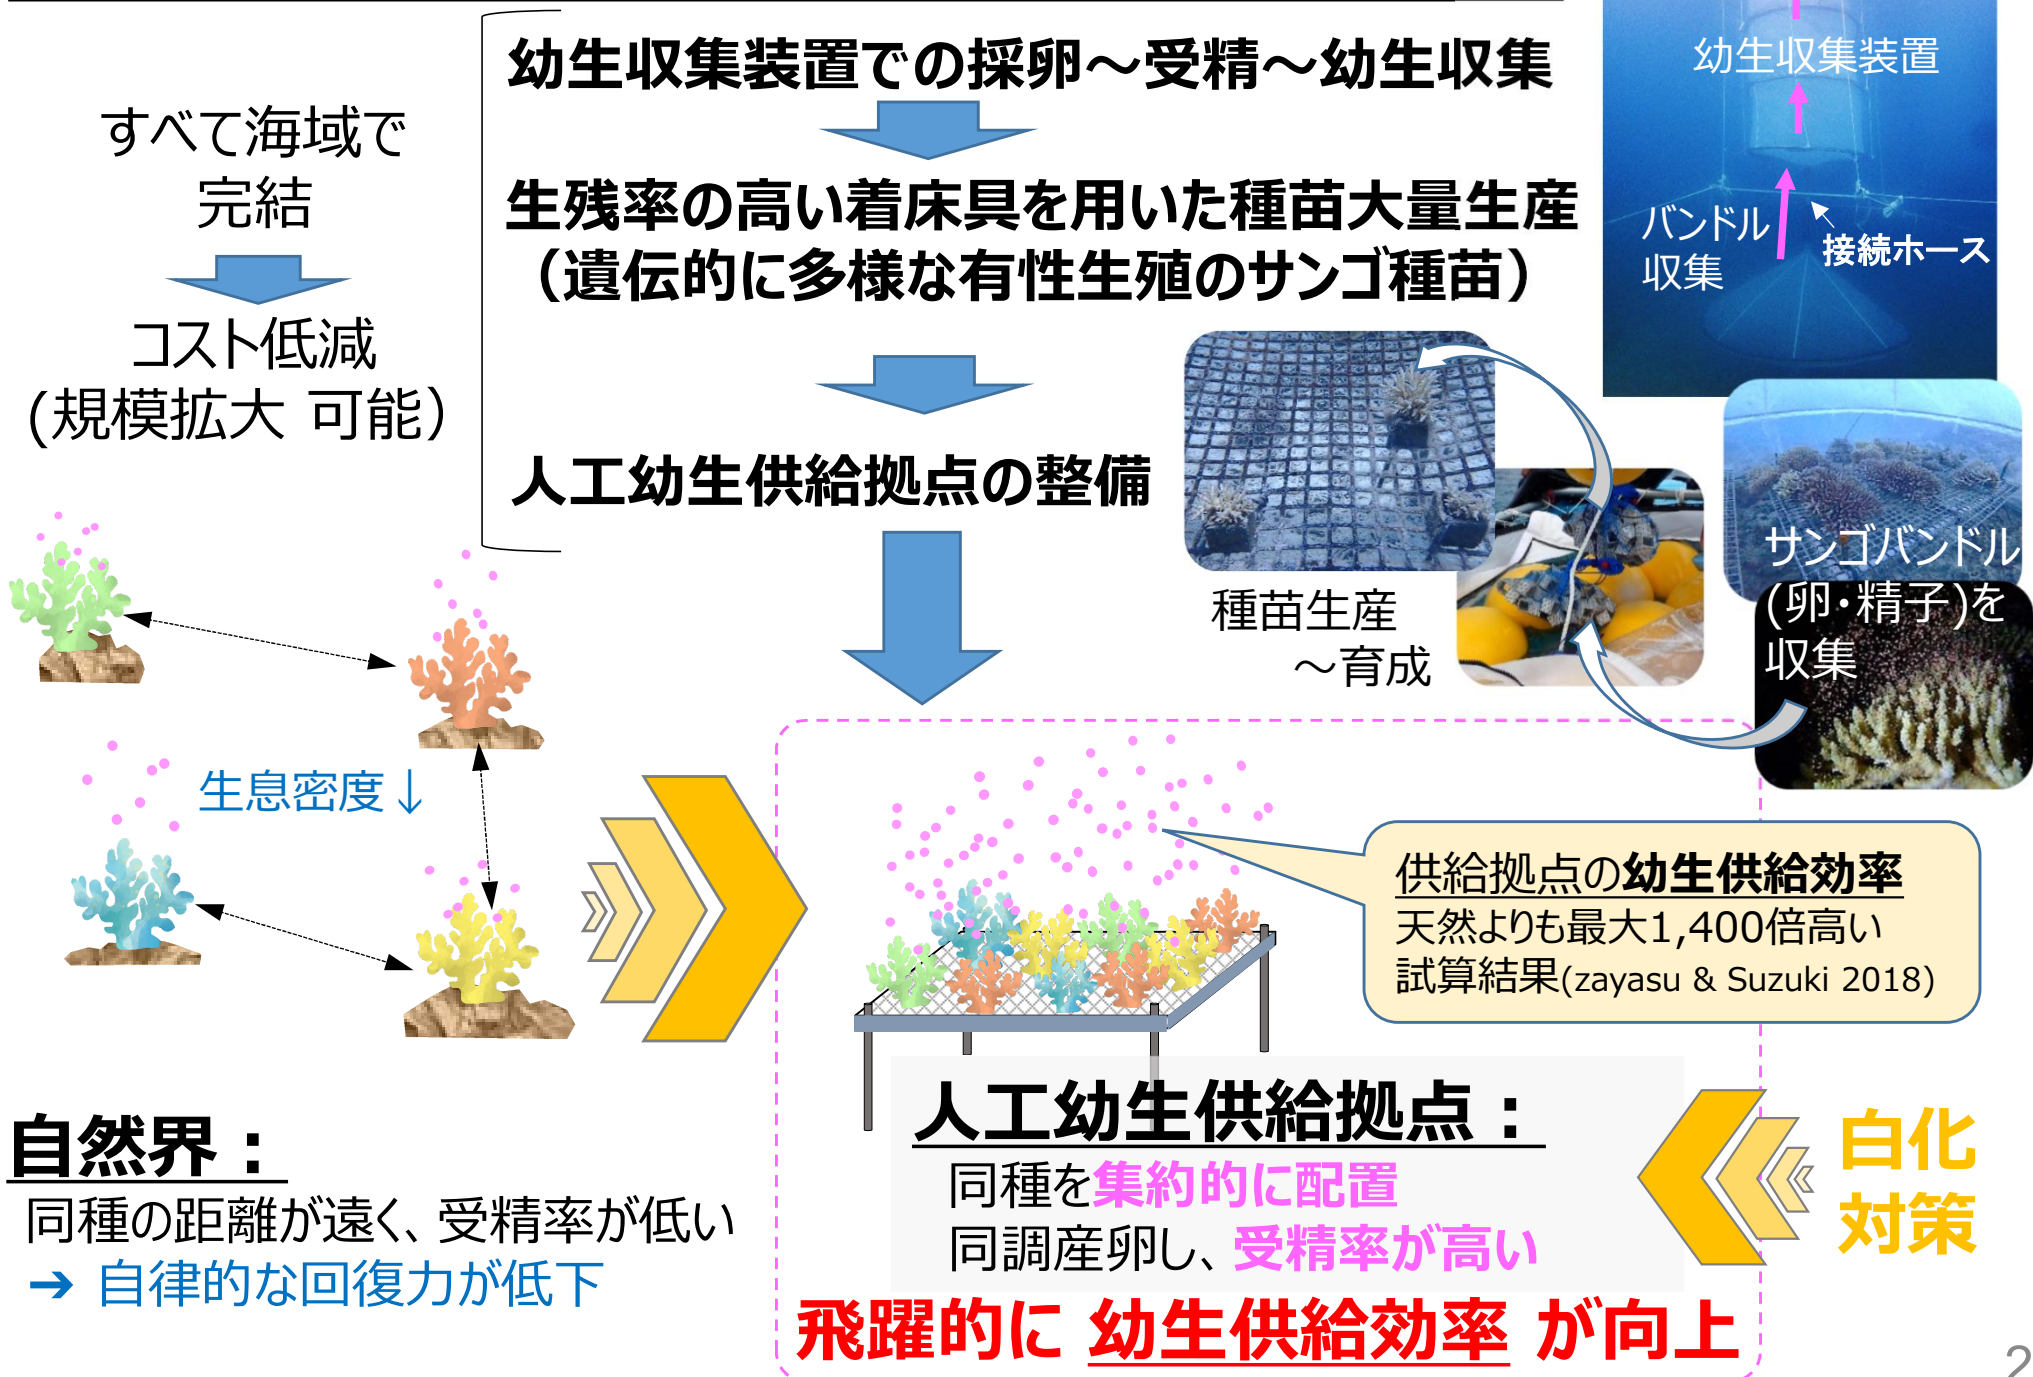 幼生収集装置での採卵～受精～幼生収集
すべて海域で
完結
生残率の高い着床具を用いた種苗大量生産
（遺伝的に多様な有性生殖のサンゴ種苗）
コスト低減
(規模拡大 可能）
人工幼生供給拠点の整備
幼生収集装置
バンドル
収集
接続ホース
種苗生産
～育成
サンゴバンドル
(卵・精子)を
収集
生息密度↓
供給拠点の幼生供給効率
天然よりも最大1,400倍高い
試算結果(zayasu & Suzuki 2018)
自然界：
同種の距離が遠く、受精率が低い
➔ 自律的な回復力が低下
人工幼生供給拠点：
同種を集約的に配置
同調産卵し、受精率が高い
飛躍的に 幼生供給効率 が向上
白化
対策
2